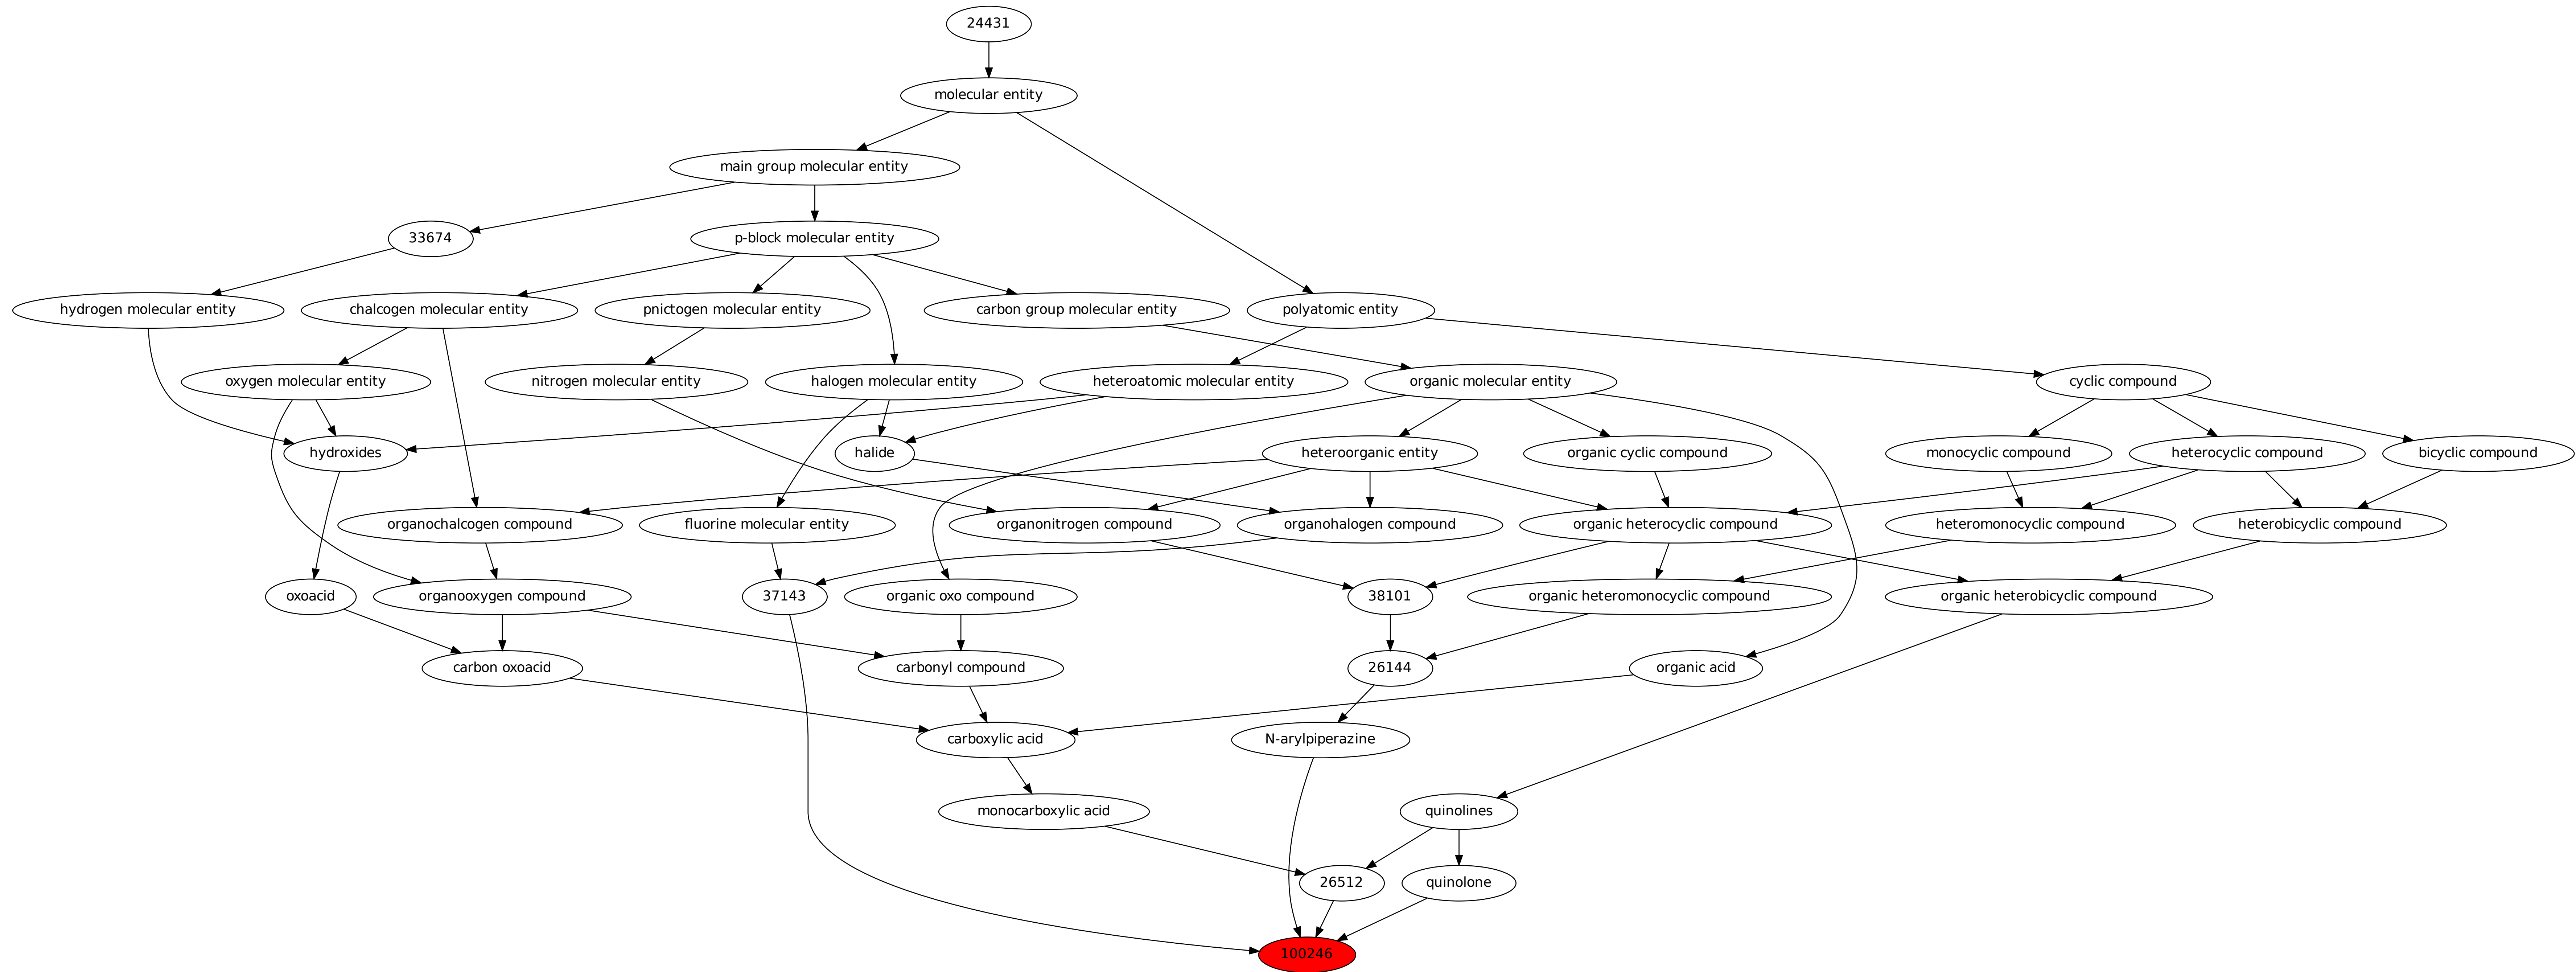 24431
molecular entity
main group molecular entity
33674
p-block molecular entity
hydrogen molecular entity
chalcogen molecular entity
pnictogen molecular entity
carbon group molecular entity
polyatomic entity
oxygen molecular entity
nitrogen molecular entity
halogen molecular entity
heteroatomic molecular entity
organic molecular entity
cyclic compound
hydroxides
halide
heteroorganic entity
organic cyclic compound
monocyclic compound
heterocyclic compound
bicyclic compound
organochalcogen compound
fluorine molecular entity
organonitrogen compound
organohalogen compound
organic heterocyclic compound
heteromonocyclic compound
heterobicyclic compound
oxoacid
organooxygen compound
37143
organic oxo compound
38101
organic heteromonocyclic compound
organic heterobicyclic compound
carbon oxoacid
carbonyl compound
26144
organic acid
carboxylic acid
N-arylpiperazine
monocarboxylic acid
quinolines
26512
quinolone
100246